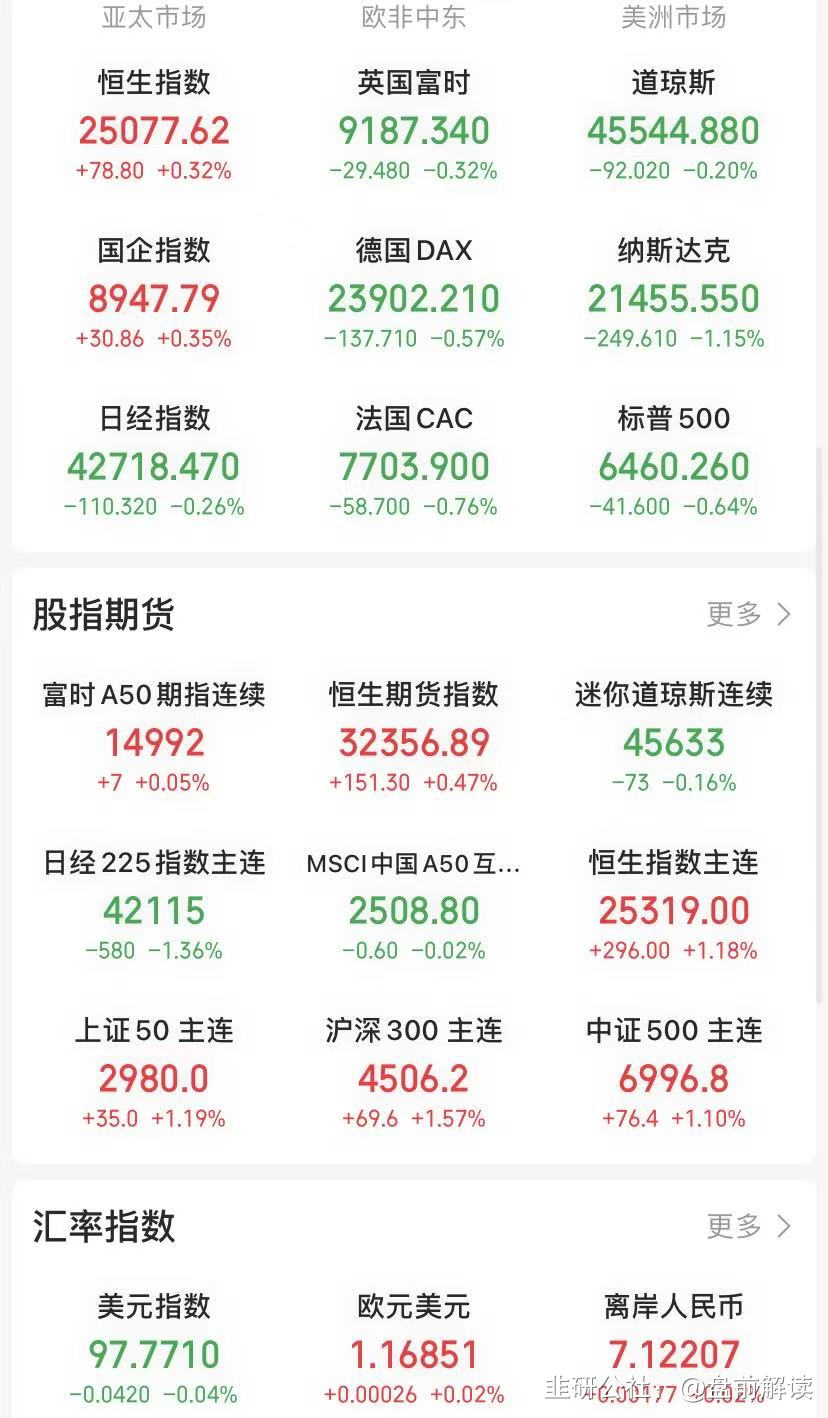 亚太市场 欧非中东 美洲市场
恒生指数 英国富时 道琼斯
25077.62 9187.340 45544.880
+78.80 +0.32% −29.480 −0.32% −92.020 −0.20%
国企指数 德国DAX 纳斯达克
8947.79 23902.210 21455.550
+30.86 +0.35% −137.710 −0.57% −249.610 −1.15%
日经指数 法国CAC 标普500
42718.470 7703.900 6460.260
−110.320 −0.26% −58.700 −0.76% −41.600 −0.64%
股指期货 更多
富时A50期指连续 恒生期货指数 迷你道琼斯连续
14992 32356.89 45633
+7 +0.05% +151.30 +0.47% −73 −0.16%
日经225指数主连 MSCI中国A50互... 恒生指数主连
42115 2508.80 25319.00
−580 −1.36% −0.60 −0.02% +296.00 +1.18%
上证50 主连 沪深300 主连 中证500 主连
2980.0 4506.2 6996.8
+35.0 +1.19% +69.6 +1.57% +76.4 +1.10%
汇率指数 更多
美元指数 欧元美元 离岸人民币
97.7710 1.16851 7.12207
−0.0420 −0.04% +0.00026 +0.02% +0.00177 +0.02%
韭研公社 @盘前解读